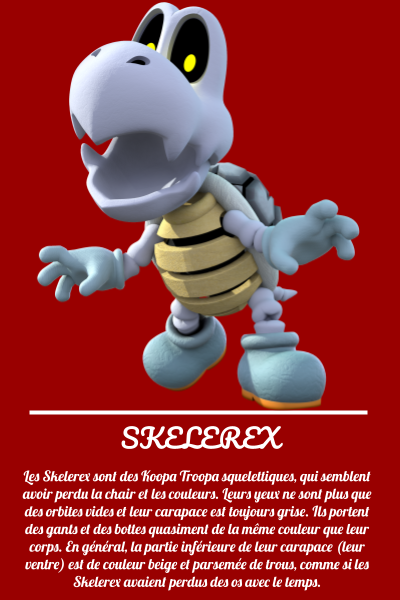 SKELEREX
Les Skelerex sont des Koopa Troopa squelettiques, qui semblent
avoir perdu la chair et les couleurs. Leurs yeux ne sont plus que
des orbites vides et leur carapace est toujours grise. Ils portent
des gants et des bottes quasiment de la même couleur que leur
corps. En général, la partie inférieure de leur carapace (leur
ventre) est de couleur beige et parsemée de trous, comme si les
Skelerex avaient perdus des os avec le temps.